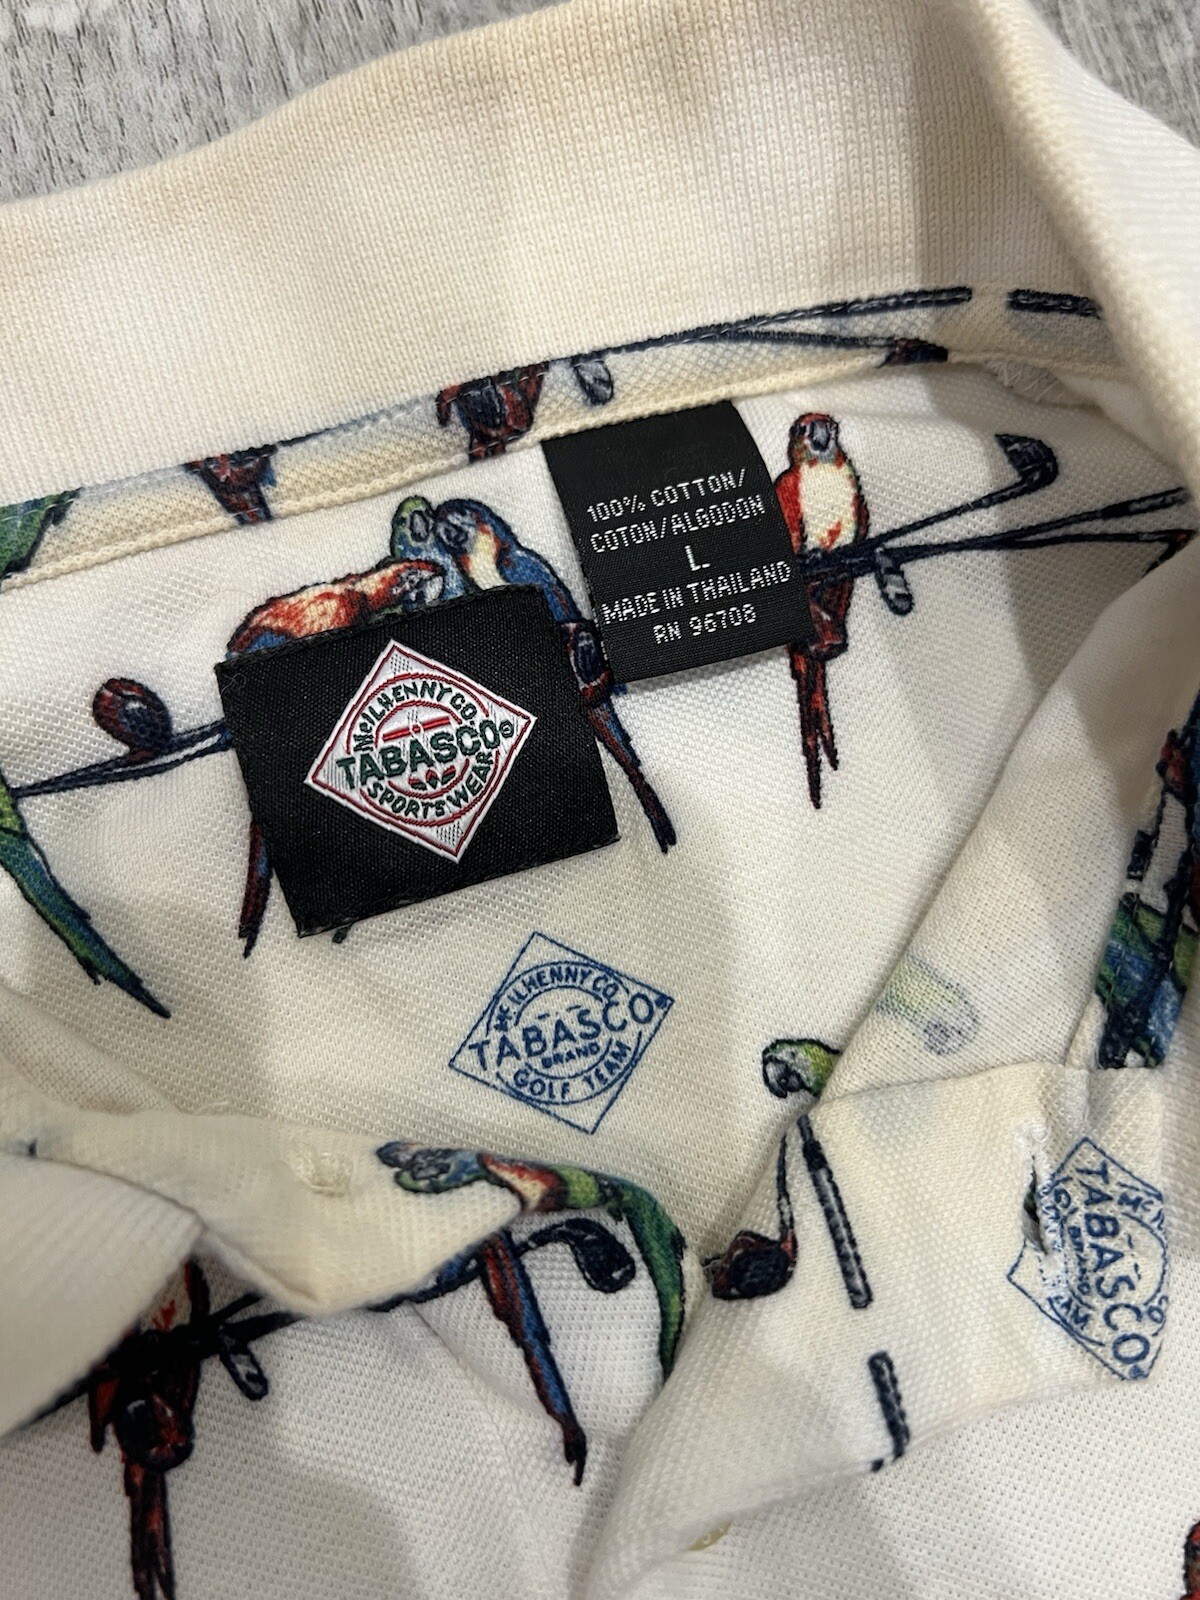 100% COTTON/
COTON/ALGODON
L
MADE IN THAILAND
RN 96708
McILHENNY CO.
TABASCO®
SPORTSWEAR
McILHENNY CO.
TABASCO®
BRAND
GOLF TEAM
TABASCO
BRAND